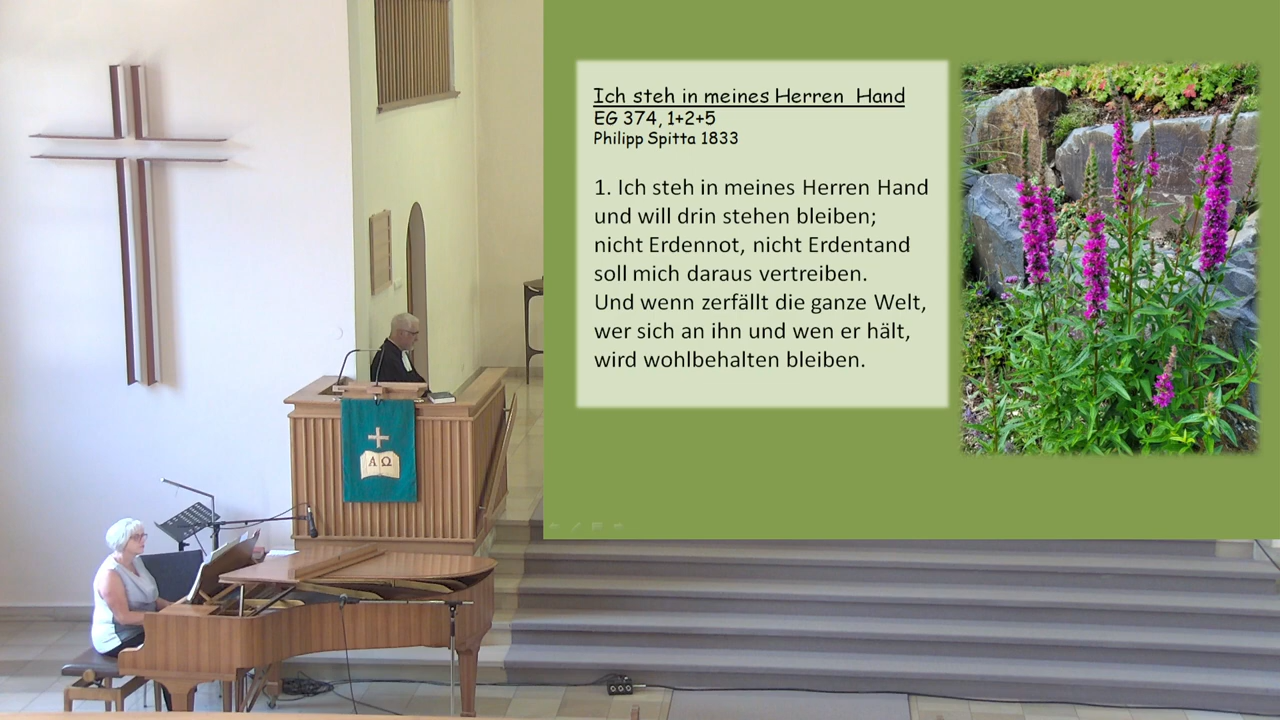 Ich steh in meines Herren Hand
EG 374, 1+2+5
Philipp Spitta 1833
1. Ich steh in meines Herren Hand
und will drin stehen bleiben;
nicht Erdennot, nicht Erdentand
soll mich daraus vertreiben.
Und wenn zerfällt die ganze Welt,
wer sich an ihn und wen er hält,
wird wohlbehalten bleiben.
Α Ω